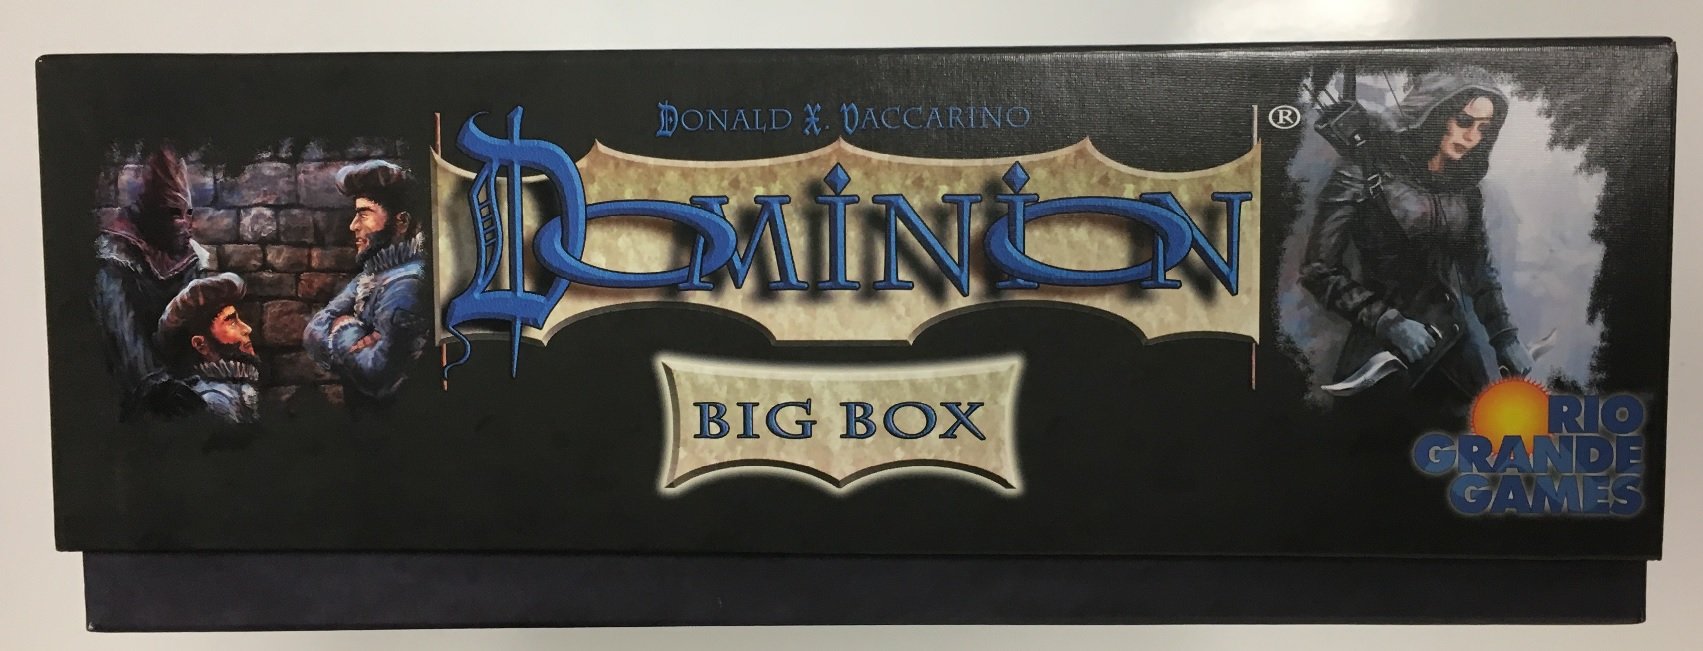 DONALD X. VACCARINO
DOMINION ®
BIG BOX
RIO
GRANDE
GAMES